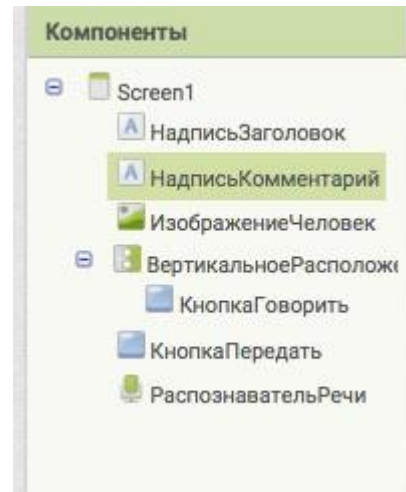 Компоненты
Screen1
A НадписьЗаголовок
A НадписьКомментарий
ИзображениеЧеловек
ВертикальноеРасположе
КнопкаГоворить
КнопкаПередать
РаспознавательРечи